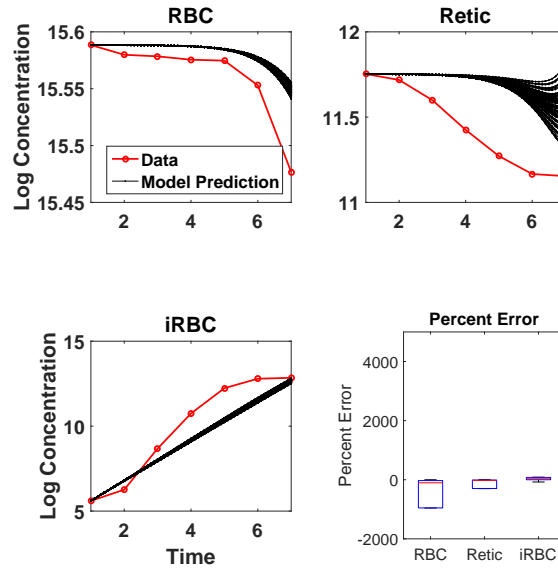 RBC
Retic
Log Concentration
15.6
15.55
15.5
15.45
2
4
6
Data
Model Prediction
12
11.5
11
2
4
6
iRBC
Percent Error
Log Concentration
15
10
5
2
4
6
Time
Percent Error
4000
2000
0
-2000
RBC
Retic
iRBC